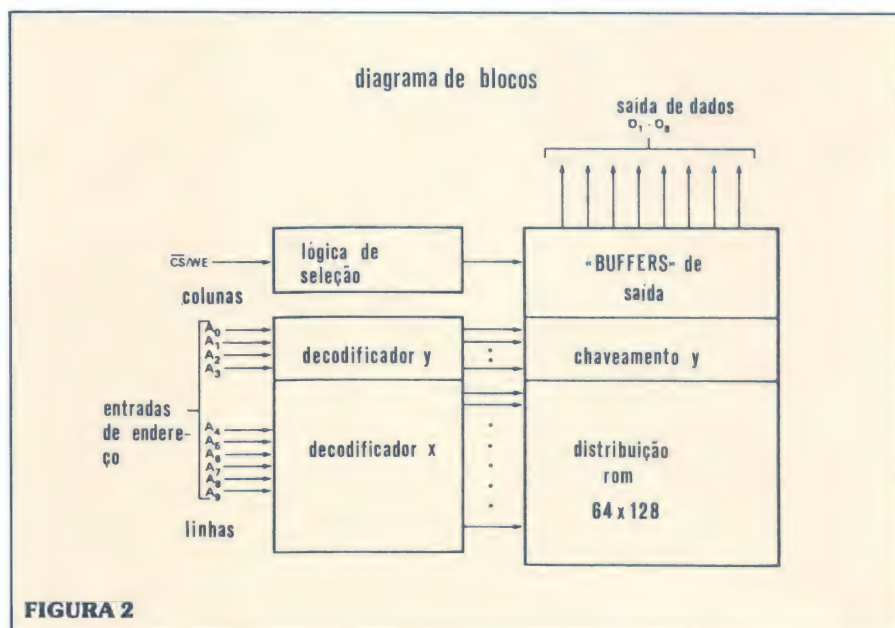 diagrama de blocos
saída de dados
O₁ - O₈
C̅S̅/WE
lógica de
seleção
«BUFFERS» de
saída
colunas
A₀
A₁
A₂
A₃
decodificador y
chaveamento y
entradas
de endere-
ço
A₄
A₅
A₆
A₇
A₈
A₉
decodificador x
distribuição
rom
64 x 128
linhas
FIGURA 2